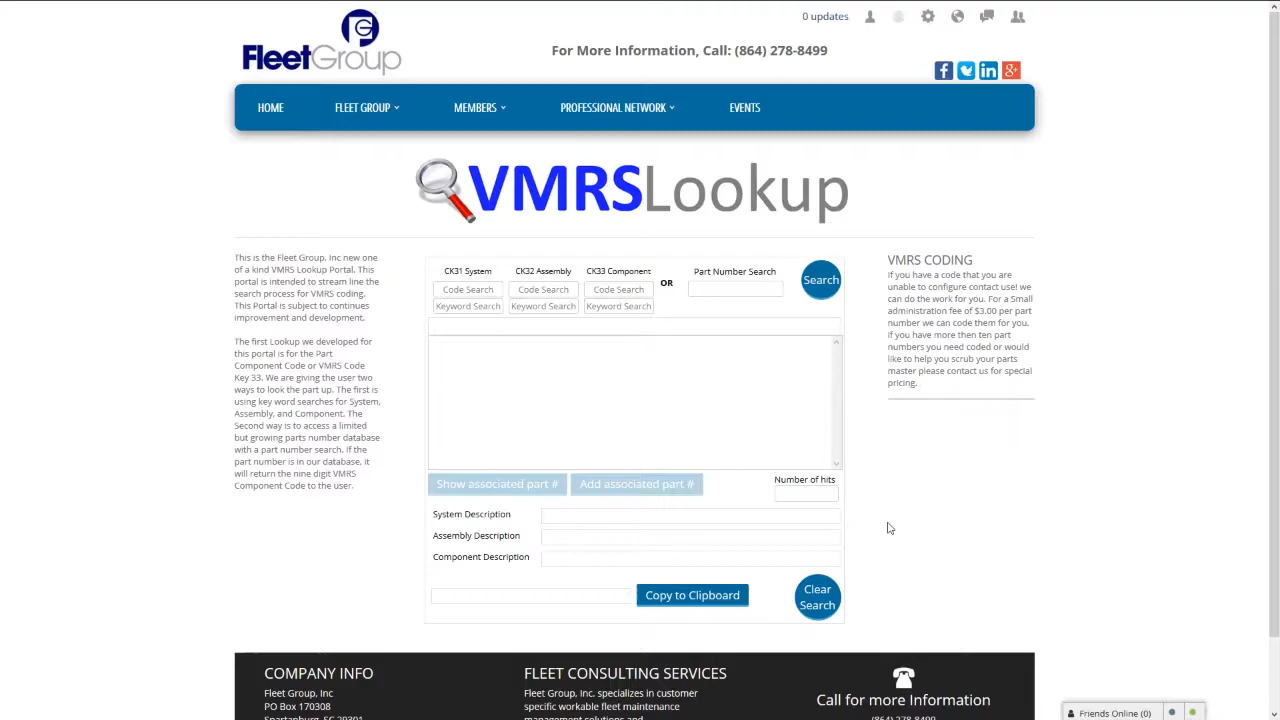 0 updates
FleetGroup
For More Information, Call: (864) 278-8499
HOME
FLEET GROUP
MEMBERS
PROFESSIONAL NETWORK
EVENTS
VMRSLookup
This is the Fleet Group, Inc new one
of a kind VMRS Lookup Portal. This
portal is intended to stream line the
search process for VMRS coding.
This Portal is subject to continues
improvement and development.
The first Lookup we developed for
this portal is for the Part
Component Code or VMRS Code
Key 33. We are giving the user two
ways to look the part up. The first is
using key word searches for System,
Assembly, and Component. The
Second way is to access a limited
but growing parts number database
with a part number search. If the
part number is in our database, it
will return the nine digit VMRS
Component Code to the user.
CK31 System
CK32 Assembly
CK33 Component
Code Search
Code Search
Code Search
Keyword Search
Keyword Search
Keyword Search
OR
Part Number Search
Search
Show associated part #
Add associated part #
Number of hits
System Description
Assembly Description
Component Description
Copy to Clipboard
Clear
Search
VMRS CODING
If you have a code that you are
unable to configure contact use! we
can do the work for you. For a Small
administration fee of $3.00 per part
number we can code them for you.
If you have more then ten part
numbers you need coded or would
like to help you scrub your parts
master please contact us for special
pricing.
COMPANY INFO
Fleet Group, Inc
PO Box 170308
Spartanburg, SC 29301
FLEET CONSULTING SERVICES
Fleet Group, Inc. specializes in customer
specific workable fleet maintenance
management solutions and
Call for more Information
(864) 278-8499
Friends Online (0)